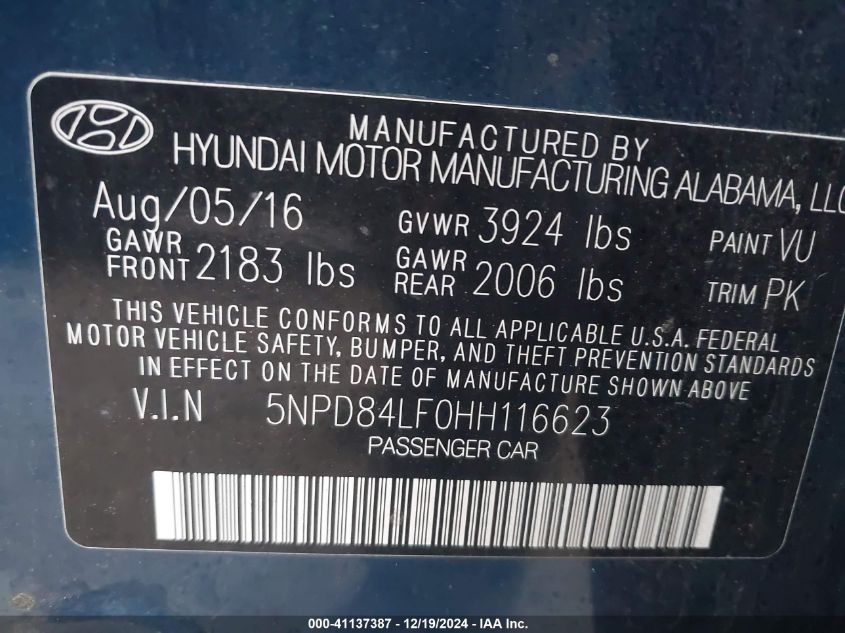 MANUFACTURED BY
HYUNDAI MOTOR MANUFACTURING ALABAMA, LLC
Aug/05/16 GVWR 3924 lbs PAINT VU
GAWR FRONT 2183 lbs GAWR REAR 2006 lbs TRIM PK
THIS VEHICLE CONFORMS TO ALL APPLICABLE U.S.A. FEDERAL
MOTOR VEHICLE SAFETY, BUMPER, AND THEFT PREVENTION STANDARDS
IN EFFECT ON THE DATE OF MANUFACTURE SHOWN ABOVE
V.I.N 5NPD84LF0HH116623
PASSENGER CAR
000-41137387 - 12/19/2024 - IAA Inc.